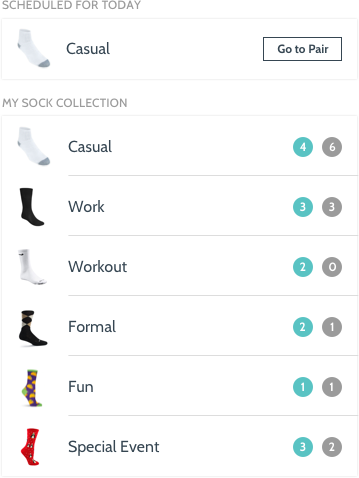 SCHEDULED FOR TODAY
Casual Go to Pair
MY SOCK COLLECTION
Casual 4 6
Work 3 3
Workout 2 0
Formal 2 1
Fun 1 1
Special Event 3 2